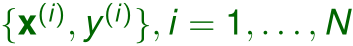 {𝐱⁽ⁱ⁾, y⁽ⁱ⁾}, i = 1, . . . , N